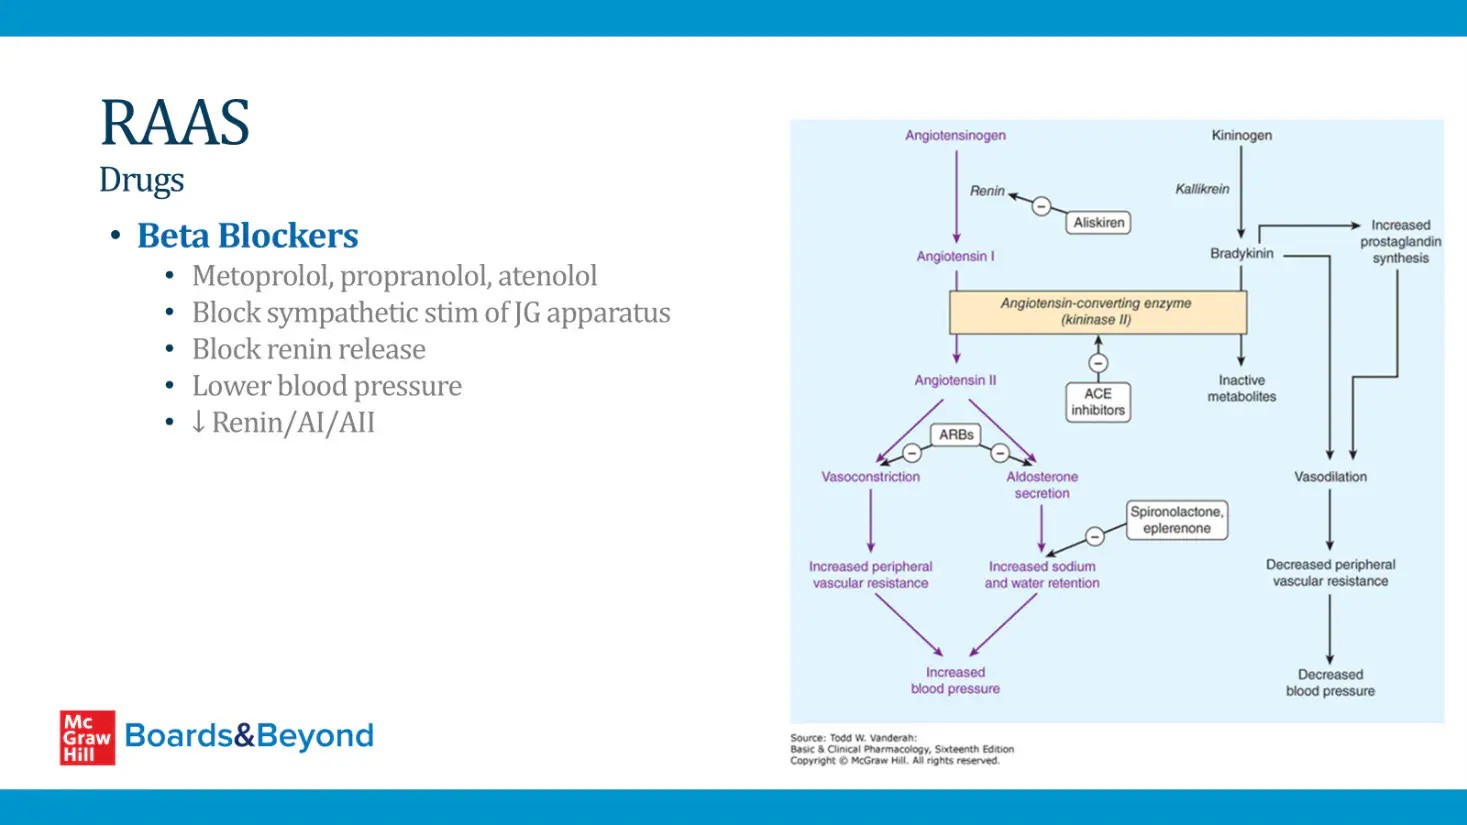 RAAS
Drugs
• Beta Blockers
• Metoprolol, propranolol, atenolol
• Block sympathetic stim of JG apparatus
• Block renin release
• Lower blood pressure
• ↓ Renin/AI/AII
Angiotensinogen
Kininogen
Renin
−
Aliskiren
Kallikrein
Increased
prostaglandin
synthesis
Angiotensin I
Bradykinin
Angiotensin-converting enzyme
(kininase II)
−
ACE
inhibitors
Angiotensin II
Inactive
metabolites
ARBs
−
−
Vasoconstriction
Aldosterone
secretion
Vasodilation
Spironolactone,
eplerenone
−
Increased peripheral
vascular resistance
Increased sodium
and water retention
Decreased peripheral
vascular resistance
Increased
blood pressure
Decreased
blood pressure
Mc
Graw
Hill
Boards&Beyond
Source: Todd W. Vanderah:
Basic & Clinical Pharmacology, Sixteenth Edition
Copyright © McGraw Hill. All rights reserved.